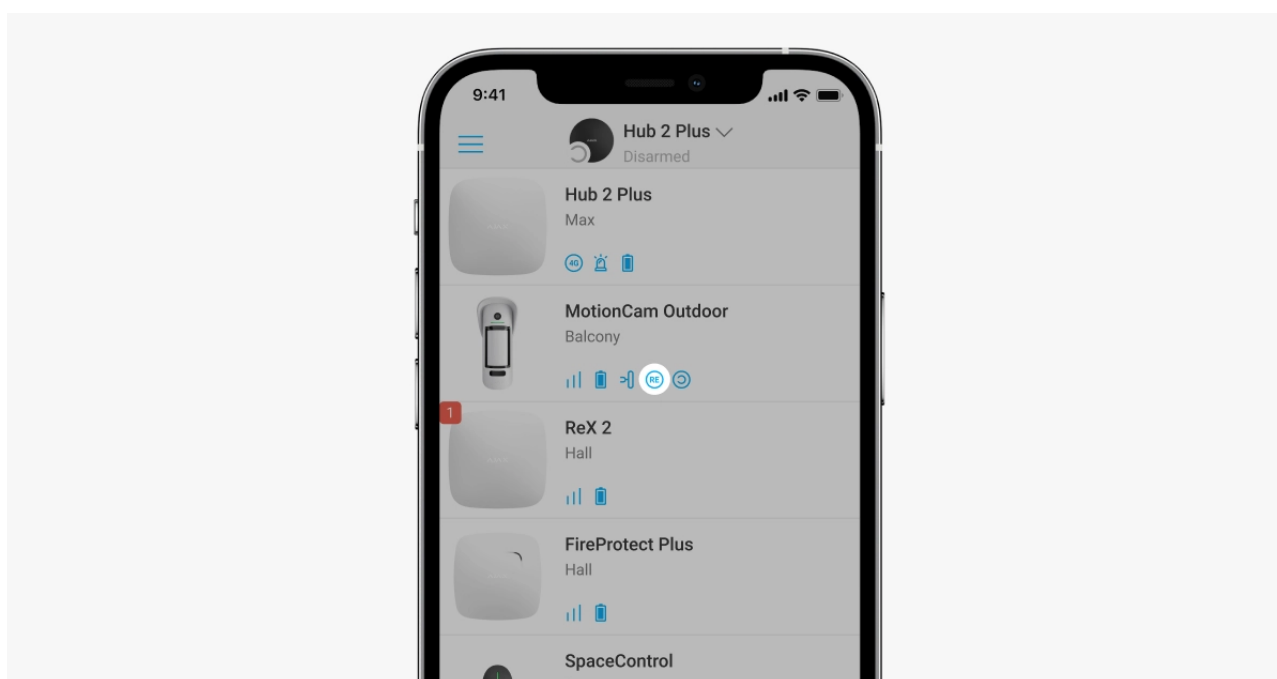 9:41
Hub 2 Plus
Disarmed
Hub 2 Plus
Max
4G
MotionCam Outdoor
Balcony
RE
1
ReX 2
Hall
FireProtect Plus
Hall
SpaceControl